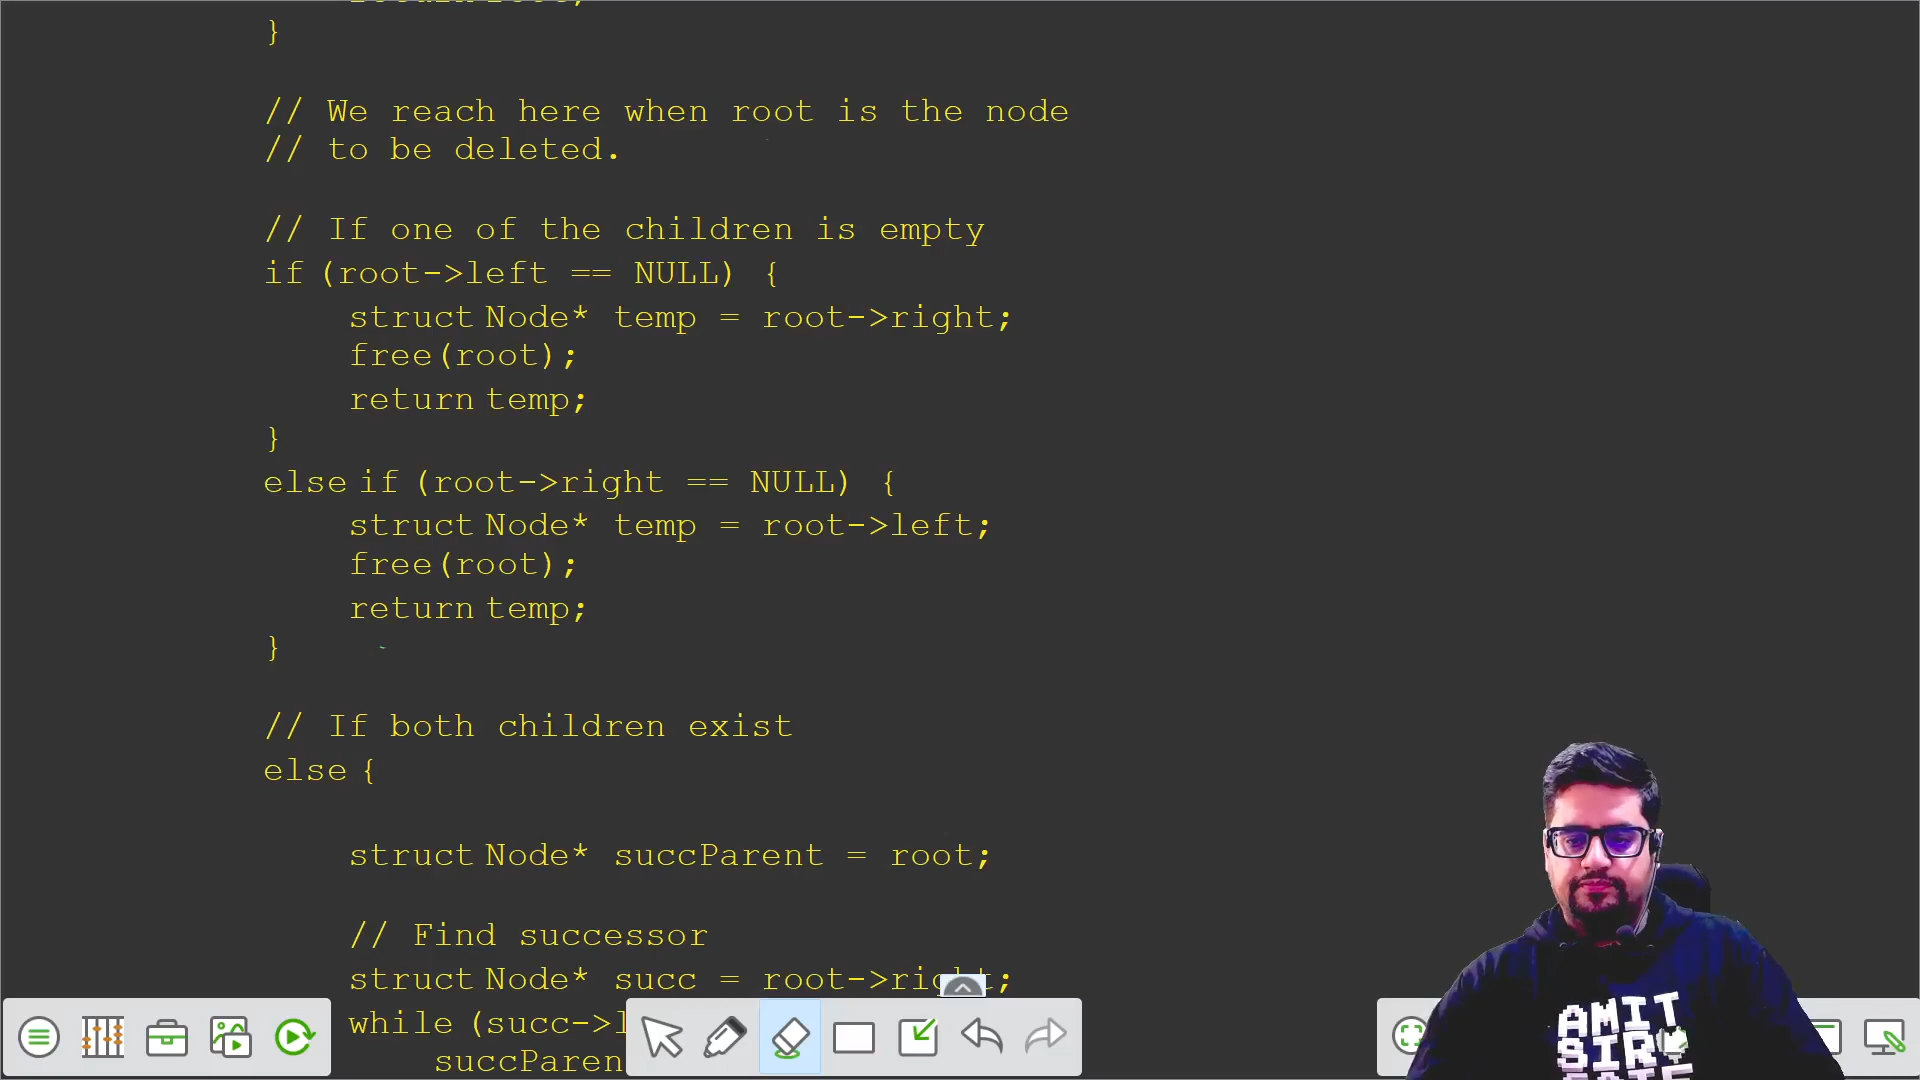 }
// We reach here when root is the node
// to be deleted.
// If one of the children is empty
if (root->left == NULL) {
struct Node* temp = root->right;
free(root);
return temp;
}
else if (root->right == NULL) {
struct Node* temp = root->left;
free(root);
return temp;
}
// If both children exist
else {
struct Node* succParent = root;
// Find successor
struct Node* succ = root->right;
while (succ->l
succParen
AMIT
SIR